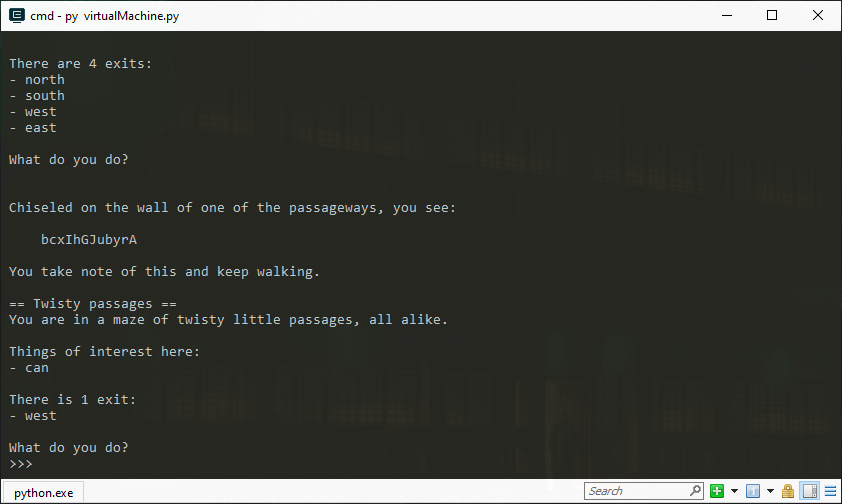 cmd - py  virtualMachine.py
There are 4 exits:
- north
- south
- west
- east
What do you do?
Chiseled on the wall of one of the passageways, you see:
bcxIhGJubyrA
You take note of this and keep walking.
== Twisty passages ==
You are in a maze of twisty little passages, all alike.
Things of interest here:
- can
There is 1 exit:
- west
What do you do?
>>>
python.exe
Search